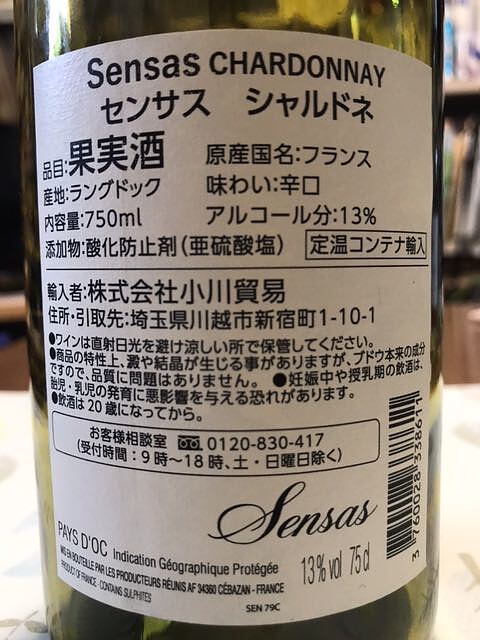 Sensas CHARDONNAY
センサス シャルドネ
品目:果実酒 原産国名:フランス
産地:ラングドック 味わい:辛口
内容量:750ml アルコール分:13%
添加物:酸化防止剤(亜硫酸塩) 定温コンテナ輸入
輸入者:株式会社小川貿易
住所・引取先:埼玉県川越市新宿町1-10-1
●ワインは直射日光を避け涼しい所で保管してください。
●商品の特性上、澱や結晶が生じる事がありますが、ブドウ本来の成分
ですので、品質に問題はありません。 ●妊娠中や授乳期の飲酒は、
胎児・乳児の発育に悪影響を与える恐れがあります。
●飲酒は20歳になってから。
お客様相談室 0120-830-417
(受付時間:9時~18時、土・日曜日除く)
Sensas
PAYS D'OC Indication Géographique Protégée
MIS EN BOUTEILLE PAR LES PRODUCTEURS RÉUNIS AF 34360 CÉBAZAN - FRANCE
PRODUCT OF FRANCE - CONTAINS SULPHITES
13% vol 75 cl
SEN 79C
3 760028 338611